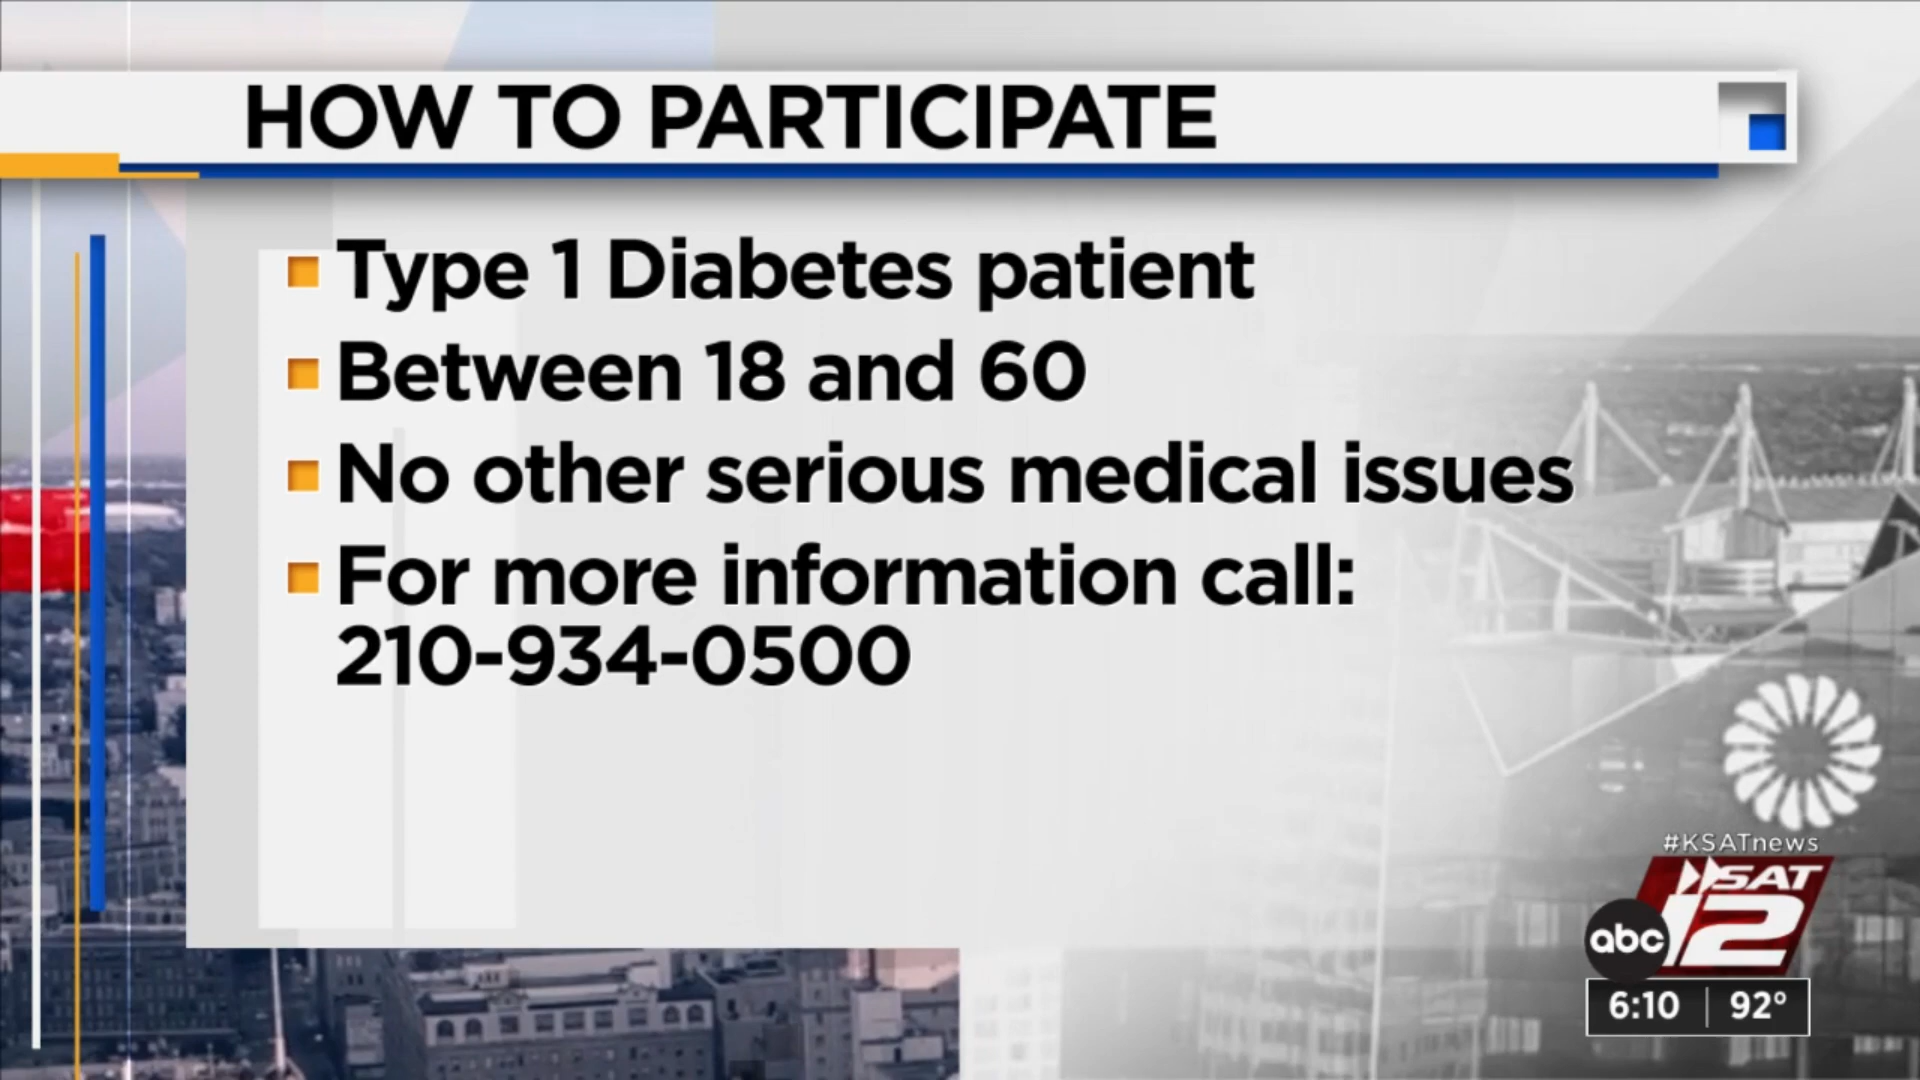 HOW TO PARTICIPATE
Type 1 Diabetes patient
Between 18 and 60
No other serious medical issues
For more information call:
210-934-0500
#KSATnews
KSAT
abc 12
6:10 92°